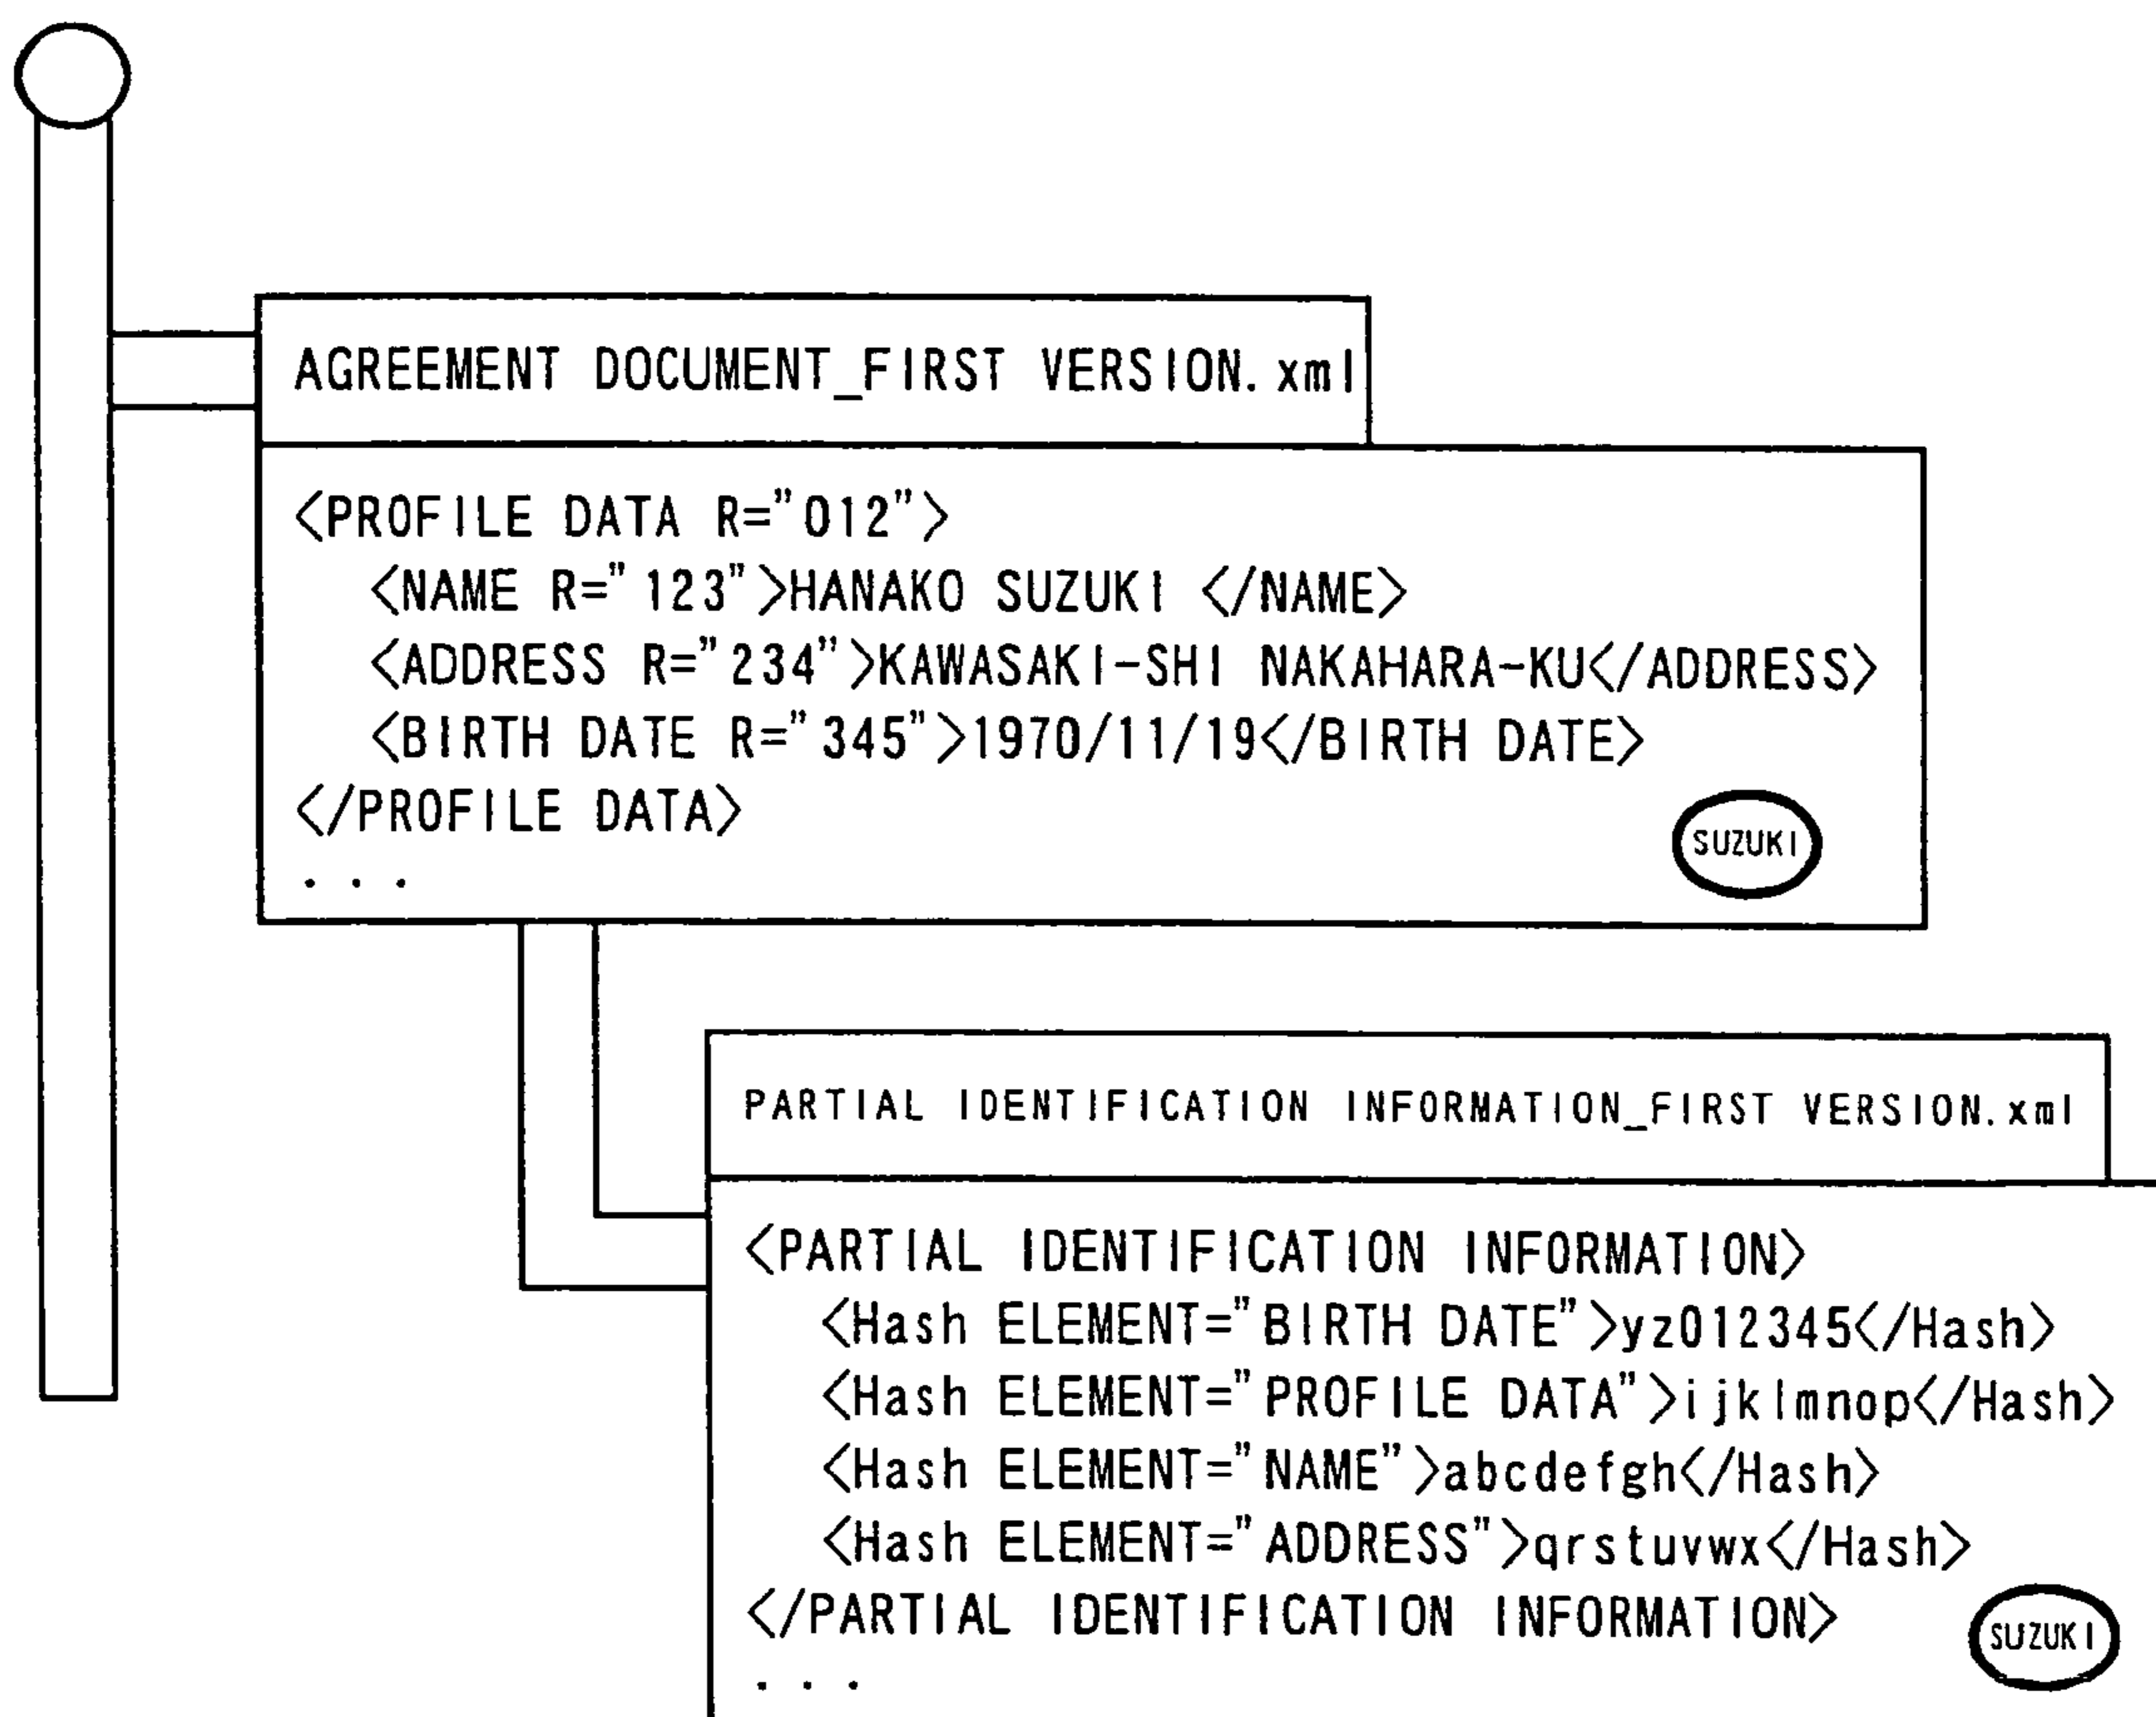 AGREEMENT DOCUMENT_FIRST VERSION.xml
<PROFILE DATA R="012">
<NAME R="123">HANAKO SUZUKI </NAME>
<ADDRESS R="234">KAWASAKI-SHI NAKAHARA-KU</ADDRESS>
<BIRTH DATE R="345">1970/11/19</BIRTH DATE>
</PROFILE DATA>
SUZUKI
...
PARTIAL IDENTIFICATION INFORMATION_FIRST VERSION.xml
<PARTIAL IDENTIFICATION INFORMATION>
<Hash ELEMENT="BIRTH DATE">yz012345</Hash>
<Hash ELEMENT="PROFILE DATA">ijklmnop</Hash>
<Hash ELEMENT="NAME">abcdefgh</Hash>
<Hash ELEMENT="ADDRESS">qrstuvwx</Hash>
</PARTIAL IDENTIFICATION INFORMATION>
SUZUKI
...